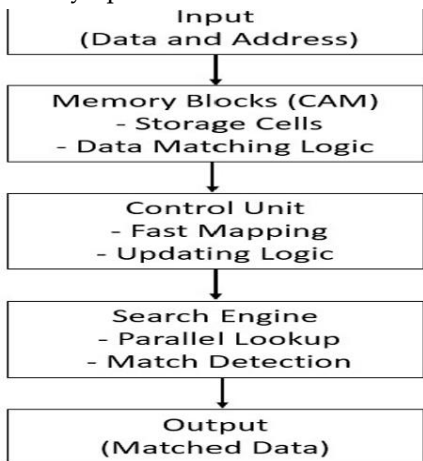 Input
(Data and Address)
Memory Blocks (CAM)
- Storage Cells
- Data Matching Logic
Control Unit
- Fast Mapping
- Updating Logic
Search Engine
- Parallel Lookup
- Match Detection
Output
(Matched Data)